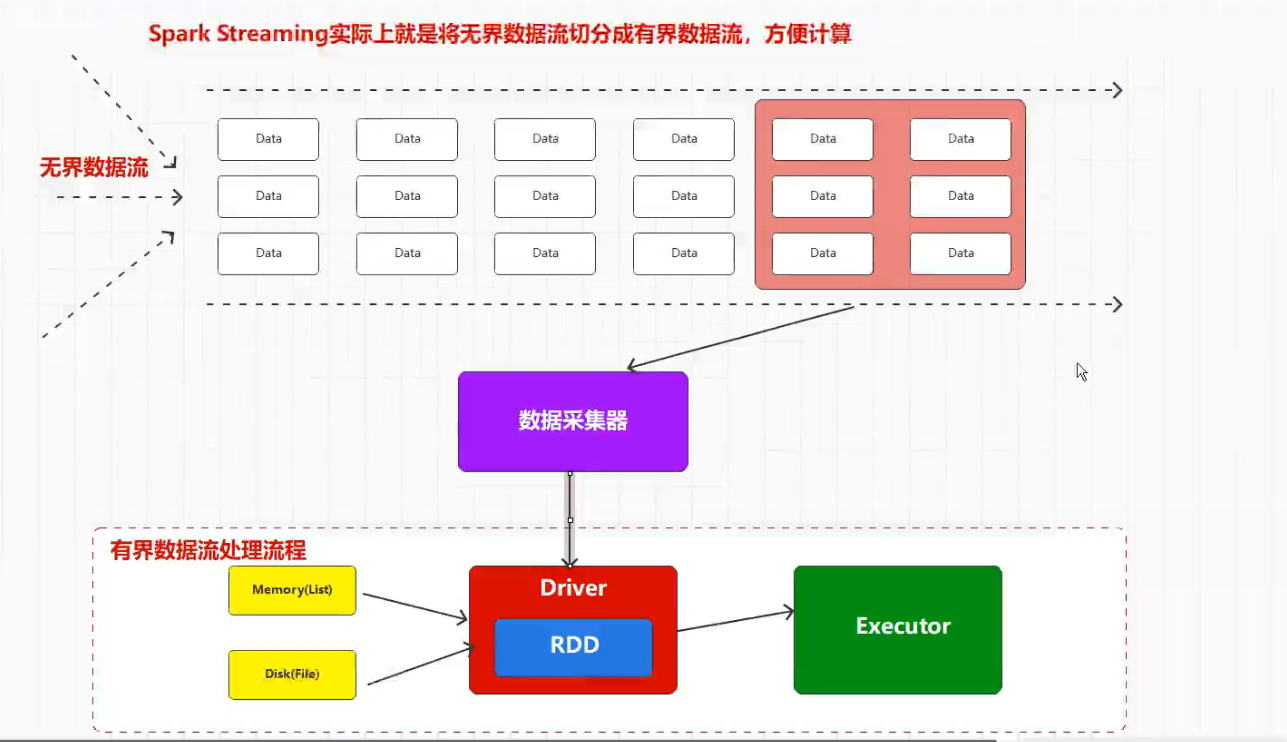 Spark Streaming实际上就是将无界数据流切分成有界数据流，方便计算
Data Data Data Data Data Data
无界数据流
Data Data Data Data Data Data
Data Data Data Data Data Data
数据采集器
有界数据流处理流程
Memory(List)
Driver
Executor
RDD
Disk(File)